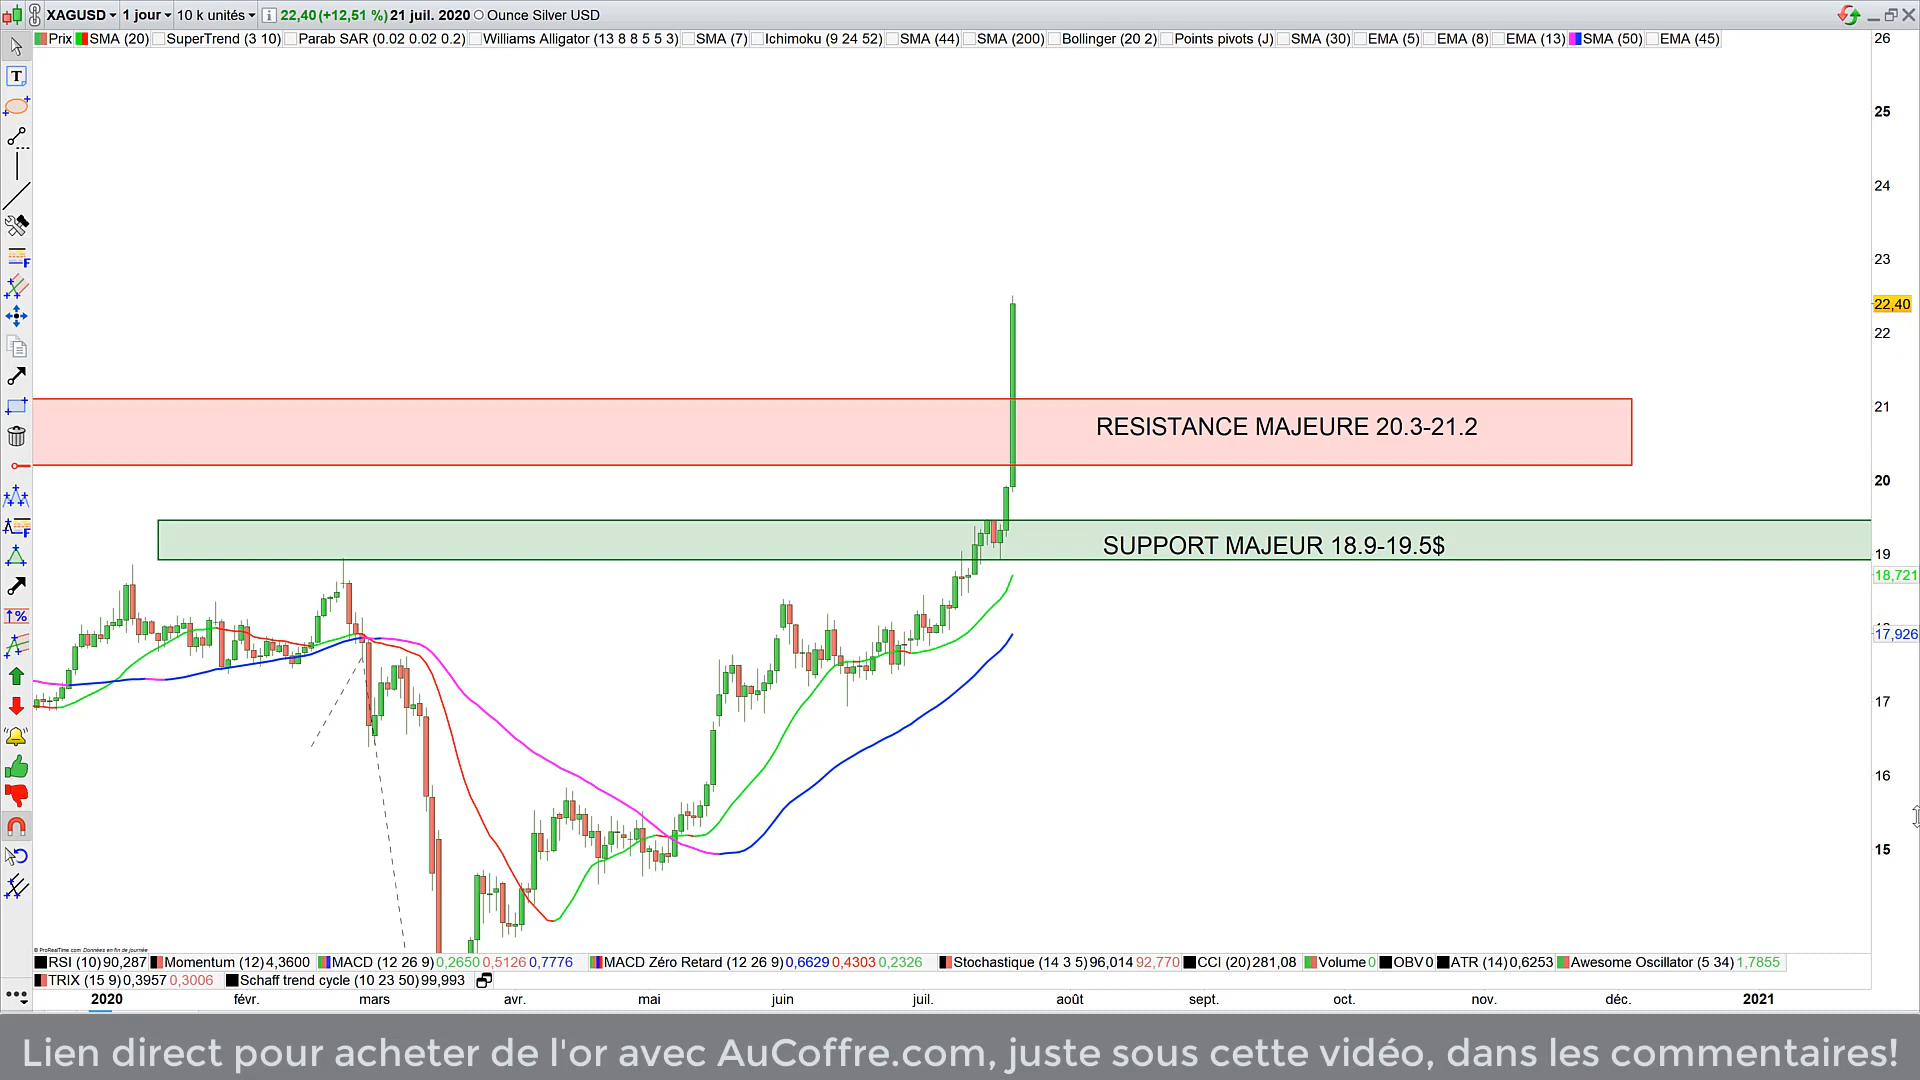 XAGUSD 1 jour 10 k unités 22,40 (+12,51 %) 21 juil. 2020 Ounce Silver USD
Prix SMA (20) SuperTrend (3 10) Parab SAR (0.02 0.02 0.2) Williams Alligator (13 8 8 5 5 3) SMA (7) Ichimoku (9 24 52) SMA (44) SMA (200) Bollinger (20 2) Points pivots (J) SMA (30) EMA (5) EMA (8) EMA (13) SMA (50) EMA (45)
26
25
24
23
22,40
22
21
RESISTANCE MAJEURE 20.3-21.2
20
SUPPORT MAJEUR 18.9-19.5$
19
18,721
17,926
17
16
15
© ProRealTime.com Données en fin de journée
RSI (10) 90,287 Momentum (12) 4,3600 MACD (12 26 9) 0,2650 0,5126 0,7776 MACD Zéro Retard (12 26 9) 0,6629 0,4303 0,2326 Stochastique (14 3 5) 96,014 92,770 CCI (20) 281,08 Volume 0 OBV 0 ATR (14) 0,6253 Awesome Oscillator (5 34) 1,7855
TRIX (15 9) 0,3957 0,3006 Schaff trend cycle (10 23 50) 99,993
2020 févr. mars avr. mai juin juil. août sept. oct. nov. déc. 2021
Lien direct pour acheter de l'or avec AuCoffre.com, juste sous cette vidéo, dans les commentaires!